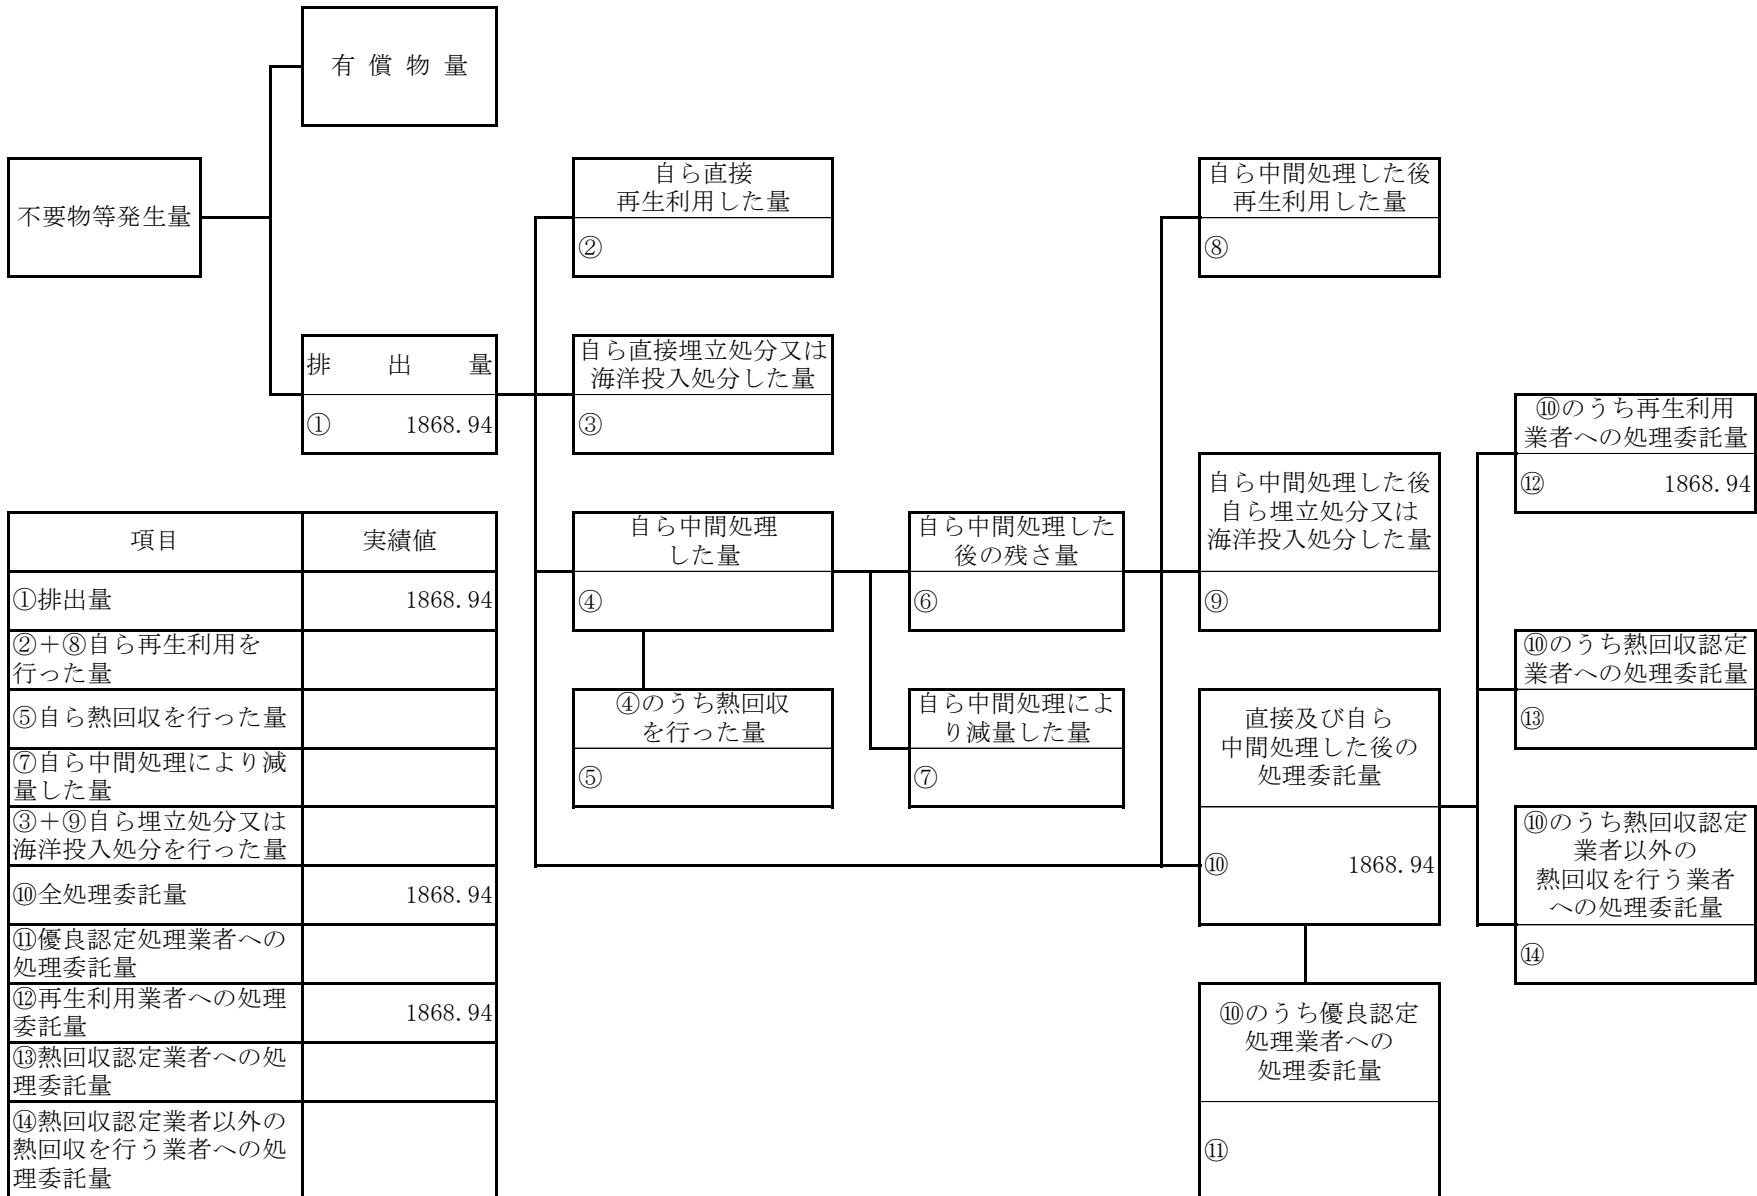 有償物量
不要物等発生量
自ら直接
再生利用した量
②
自ら中間処理した後
再生利用した量
⑧
排出量
① 1868.94
自ら直接埋立処分又は
海洋投入処分した量
③
⑩のうち再生利用
業者への処理委託量
⑫ 1868.94
自ら中間処理した後
自ら埋立処分又は
海洋投入処分した量
⑨
自ら中間処理
した量
④
自ら中間処理した
後の残さ量
⑥
⑩のうち熱回収認定
業者への処理委託量
⑬
④のうち熱回収
を行った量
⑤
自ら中間処理によ
り減量した量
⑦
直接及び自ら
中間処理した後の
処理委託量
⑩ 1868.94
⑩のうち熱回収認定
業者以外の
熱回収を行う業者
への処理委託量
⑭
⑩のうち優良認定
処理業者への
処理委託量
⑪
項目 実績値
①排出量 1868.94
②+⑧自ら再生利用を
行った量
⑤自ら熱回収を行った量
⑦自ら中間処理により減
量した量
③+⑨自ら埋立処分又は
海洋投入処分を行った量
⑩全処理委託量 1868.94
⑪優良認定処理業者への
処理委託量
⑫再生利用業者への処理
委託量 1868.94
⑬熱回収認定業者への処
理委託量
⑭熱回収認定業者以外の
熱回収を行う業者への処
理委託量